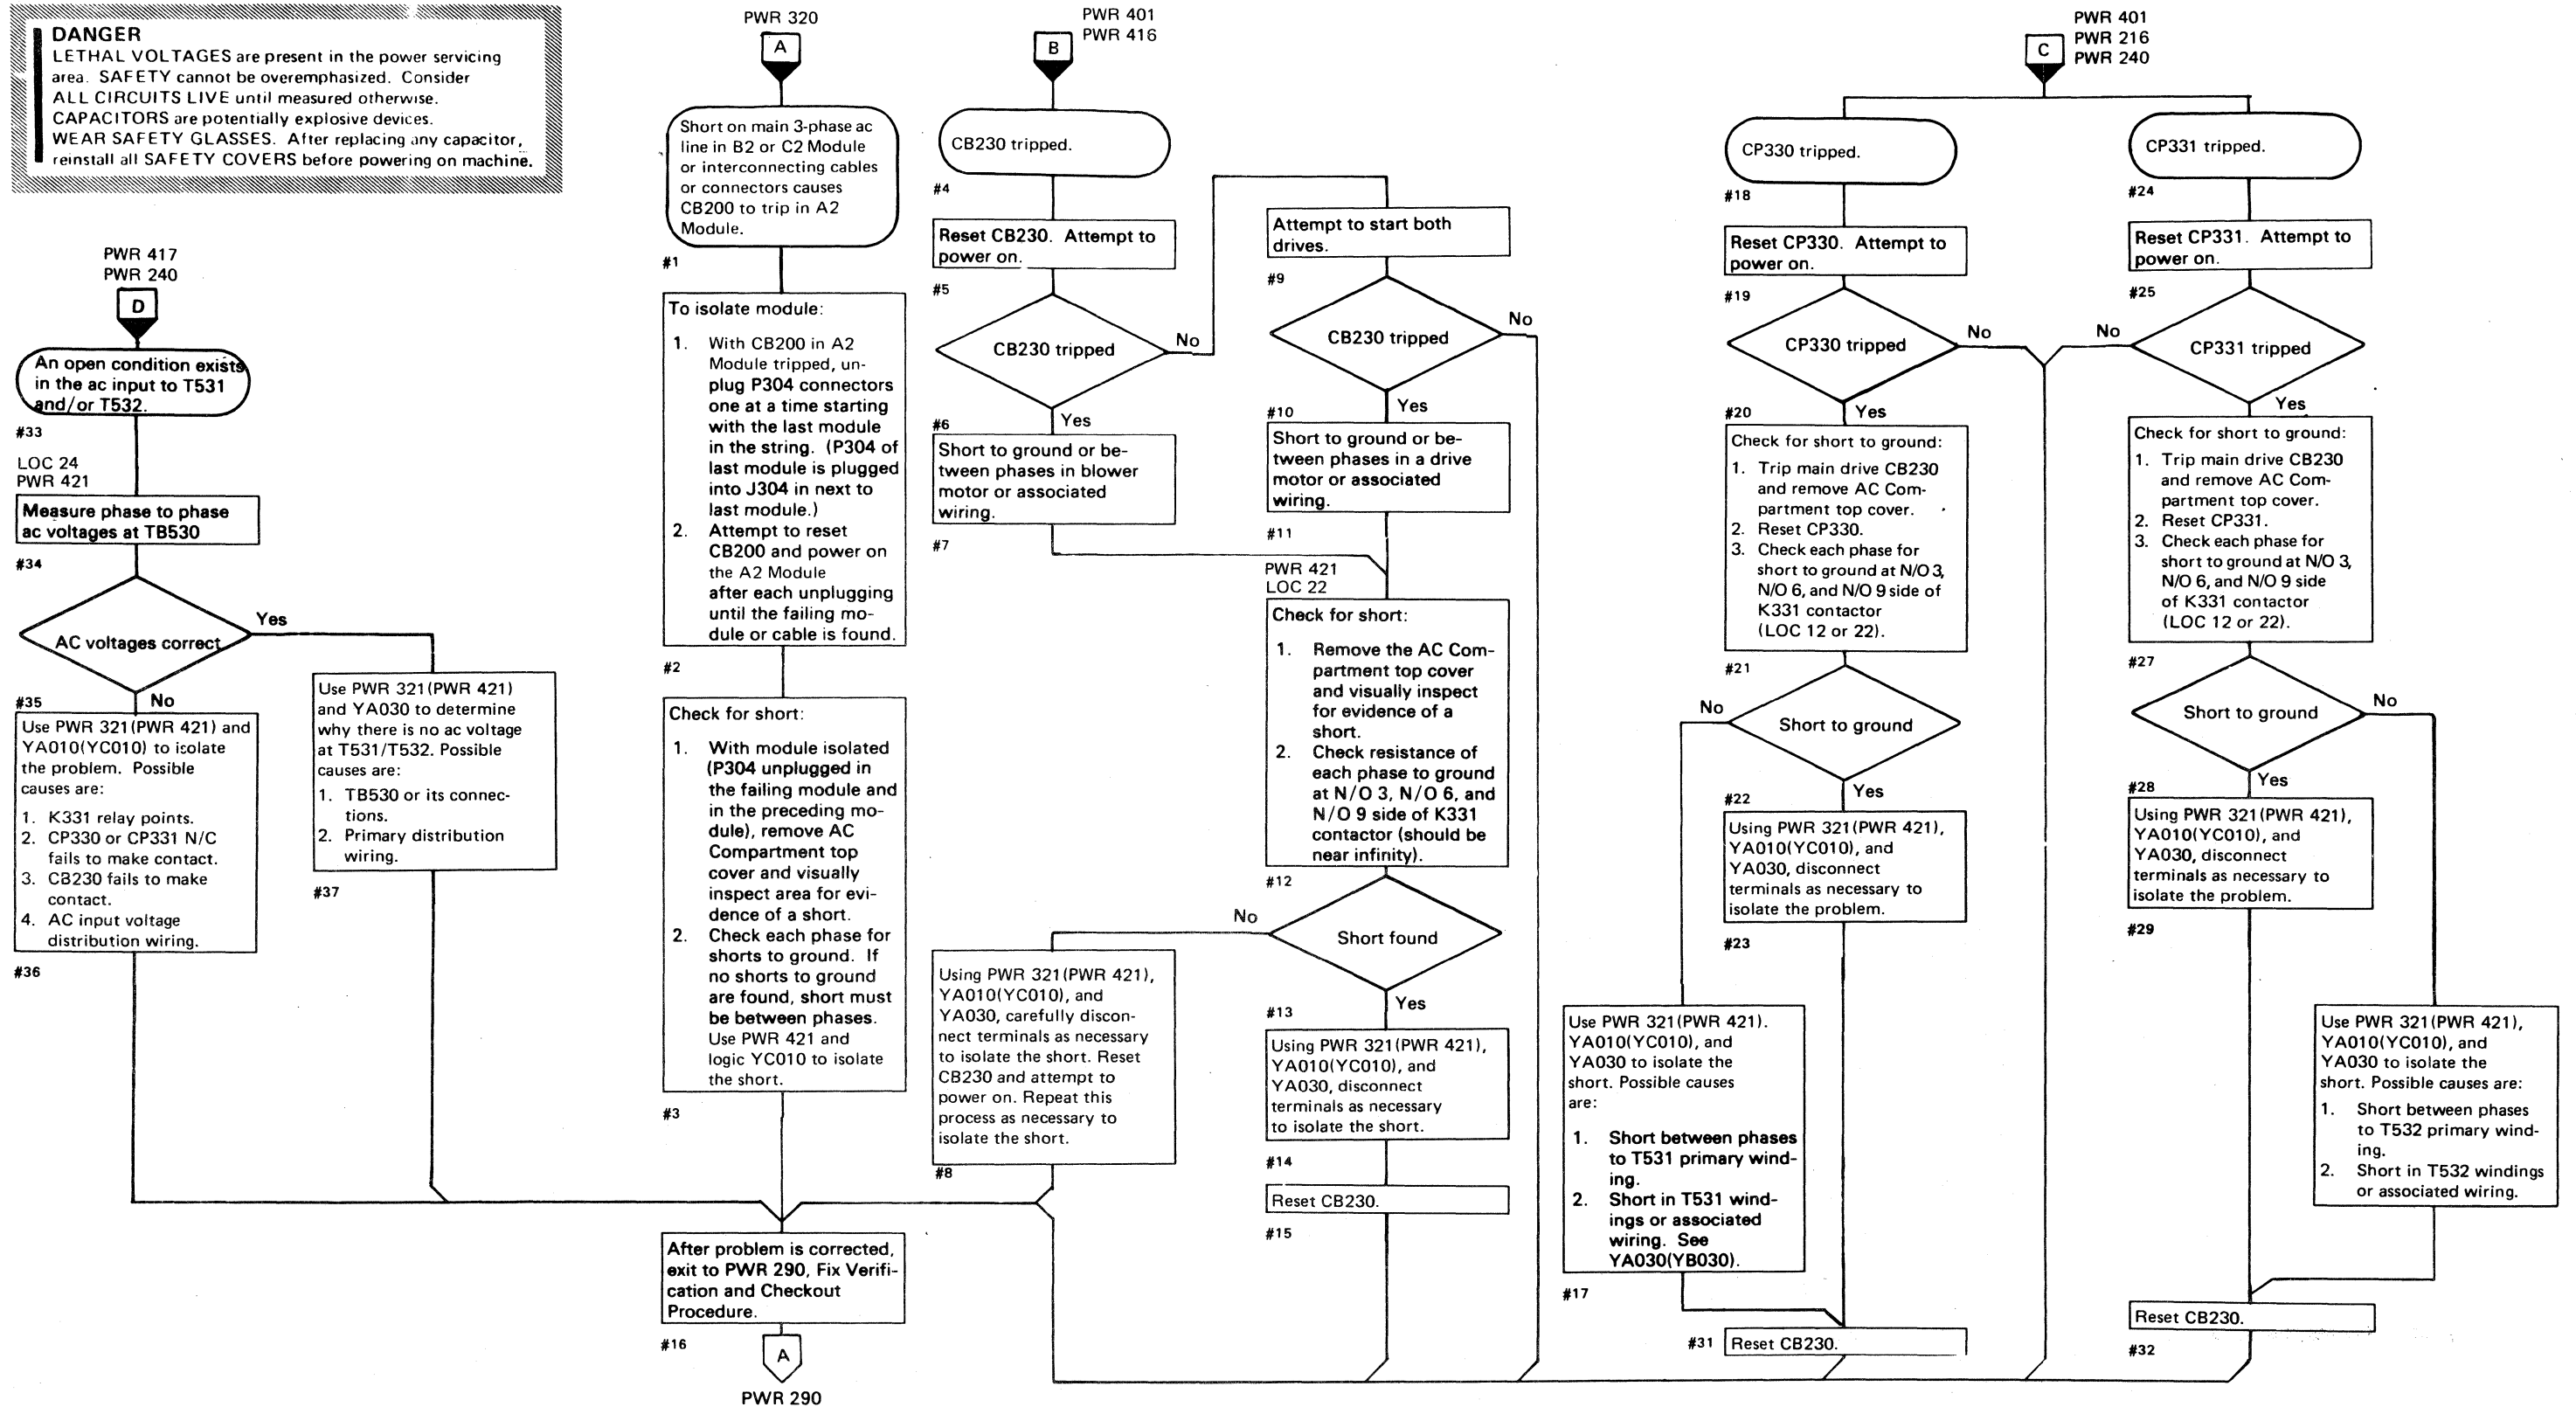 DANGER
LETHAL VOLTAGES are present in the power servicing
area. SAFETY cannot be overemphasized. Consider
ALL CIRCUITS LIVE until measured otherwise.
CAPACITORS are potentially explosive devices.
WEAR SAFETY GLASSES. After replacing any capacitor,
reinstall all SAFETY COVERS before powering on machine.
PWR 417
PWR 240
D
An open condition exists
in the ac input to T531
and/or T532.
#33
LOC 24
PWR 421
Measure phase to phase
ac voltages at TB530
#34
AC voltages correct
Yes
#35
No
Use PWR 321(PWR 421) and
YA010(YC010) to isolate
the problem. Possible
causes are:
1. K331 relay points.
2. CP330 or CP331 N/C
fails to make contact.
3. CB230 fails to make
contact.
4. AC input voltage
distribution wiring.
#36
Use PWR 321(PWR 421)
and YA030 to determine
why there is no ac voltage
at T531/T532. Possible
causes are:
1. TB530 or its connec-
tions.
2. Primary distribution
wiring.
#37
PWR 320
A
Short on main 3-phase ac
line in B2 or C2 Module
or interconnecting cables
or connectors causes
CB200 to trip in A2
Module.
#1
To isolate module:
1. With CB200 in A2
Module tripped, un-
plug P304 connectors
one at a time starting
with the last module
in the string. (P304 of
last module is plugged
into J304 in next to
last module.)
2. Attempt to reset
CB200 and power on
the A2 Module
after each unplugging
until the failing mo-
dule or cable is found.
#2
Check for short:
1. With module isolated
(P304 unplugged in
the failing module and
in the preceding mo-
dule), remove AC
Compartment top
cover and visually
inspect area for evi-
dence of a short.
2. Check each phase for
shorts to ground. If
no shorts to ground
are found, short must
be between phases.
Use PWR 421 and
logic YC010 to isolate
the short.
#3
After problem is corrected,
exit to PWR 290, Fix Verifi-
cation and Checkout
Procedure.
#16
A
PWR 290
PWR 401
PWR 416
B
CB230 tripped.
#4
Reset CB230. Attempt to
power on.
#5
CB230 tripped
No
#6
Yes
Short to ground or be-
tween phases in blower
motor or associated
wiring.
#7
Using PWR 321(PWR 421),
YA010(YC010), and
YA030, carefully discon-
nect terminals as necessary
to isolate the short. Reset
CB230 and attempt to
power on. Repeat this
process as necessary to
isolate the short.
#8
Attempt to start both
drives.
#9
CB230 tripped
No
#10
Yes
Short to ground or be-
tween phases in a drive
motor or associated
wiring.
#11
PWR 421
LOC 22
Check for short:
1. Remove the AC Com-
partment top cover
and visually inspect
for evidence of a
short.
2. Check resistance of
each phase to ground
at N/O 3, N/O 6, and
N/O 9 side of K331
contactor (should be
near infinity).
#12
No
Short found
#13
Yes
Using PWR 321(PWR 421),
YA010(YC010), and
YA030, disconnect
terminals as necessary
to isolate the short.
#14
Reset CB230.
#15
PWR 401
PWR 216
PWR 240
C
CP330 tripped.
#18
Reset CP330. Attempt to
power on.
#19
CP330 tripped
No
#20
Yes
Check for short to ground:
1. Trip main drive CB230
and remove AC Com-
partment top cover.
2. Reset CP330.
3. Check each phase for
short to ground at N/O 3,
N/O 6, and N/O 9 side of
K331 contactor
(LOC 12 or 22).
#21
No
Short to ground
#22
Yes
Using PWR 321(PWR 421),
YA010(YC010), and
YA030, disconnect
terminals as necessary to
isolate the problem.
#23
Use PWR 321(PWR 421).
YA010(YC010), and
YA030 to isolate the
short. Possible causes
are:
1. Short between phases
to T531 primary wind-
ing.
2. Short in T531 wind-
ings or associated
wiring. See
YA030(YB030).
#17
#31
Reset CB230.
CP331 tripped.
#24
Reset CP331. Attempt to
power on.
#25
No
CP331 tripped
Yes
Check for short to ground:
1. Trip main drive CB230
and remove AC Com-
partment top cover.
2. Reset CP331.
3. Check each phase for
short to ground at N/O 3,
N/O 6, and N/O 9 side
of K331 contactor
(LOC 12 or 22).
#27
Short to ground
No
#28
Yes
Using PWR 321(PWR 421),
YA010(YC010), and
YA030, disconnect
terminals as necessary to
isolate the problem.
#29
Use PWR 321(PWR 421),
YA010(YC010), and
YA030 to isolate the
short. Possible causes are:
1. Short between phases
to T532 primary wind-
ing.
2. Short in T532 windings
or associated wiring.
Reset CB230.
#32